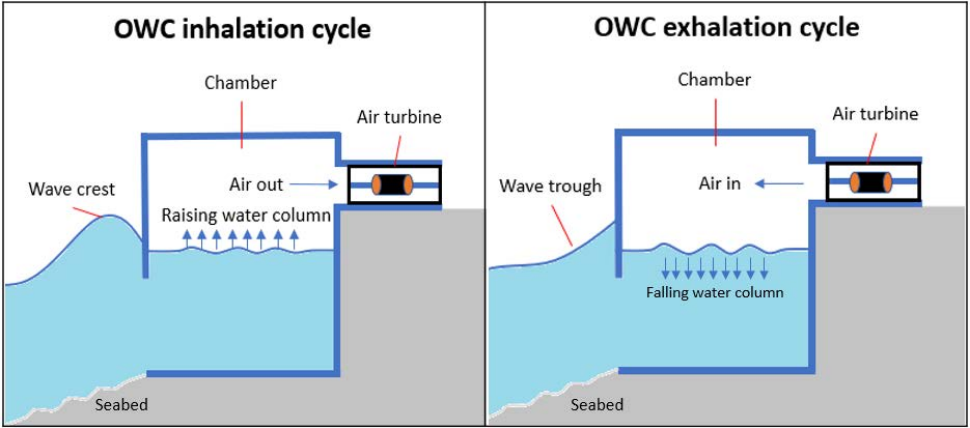 OWC inhalation cycle
Chamber
Air turbine
Wave crest
Air out
Raising water column
Seabed
OWC exhalation cycle
Chamber
Air turbine
Wave trough
Air in
Falling water column
Seabed